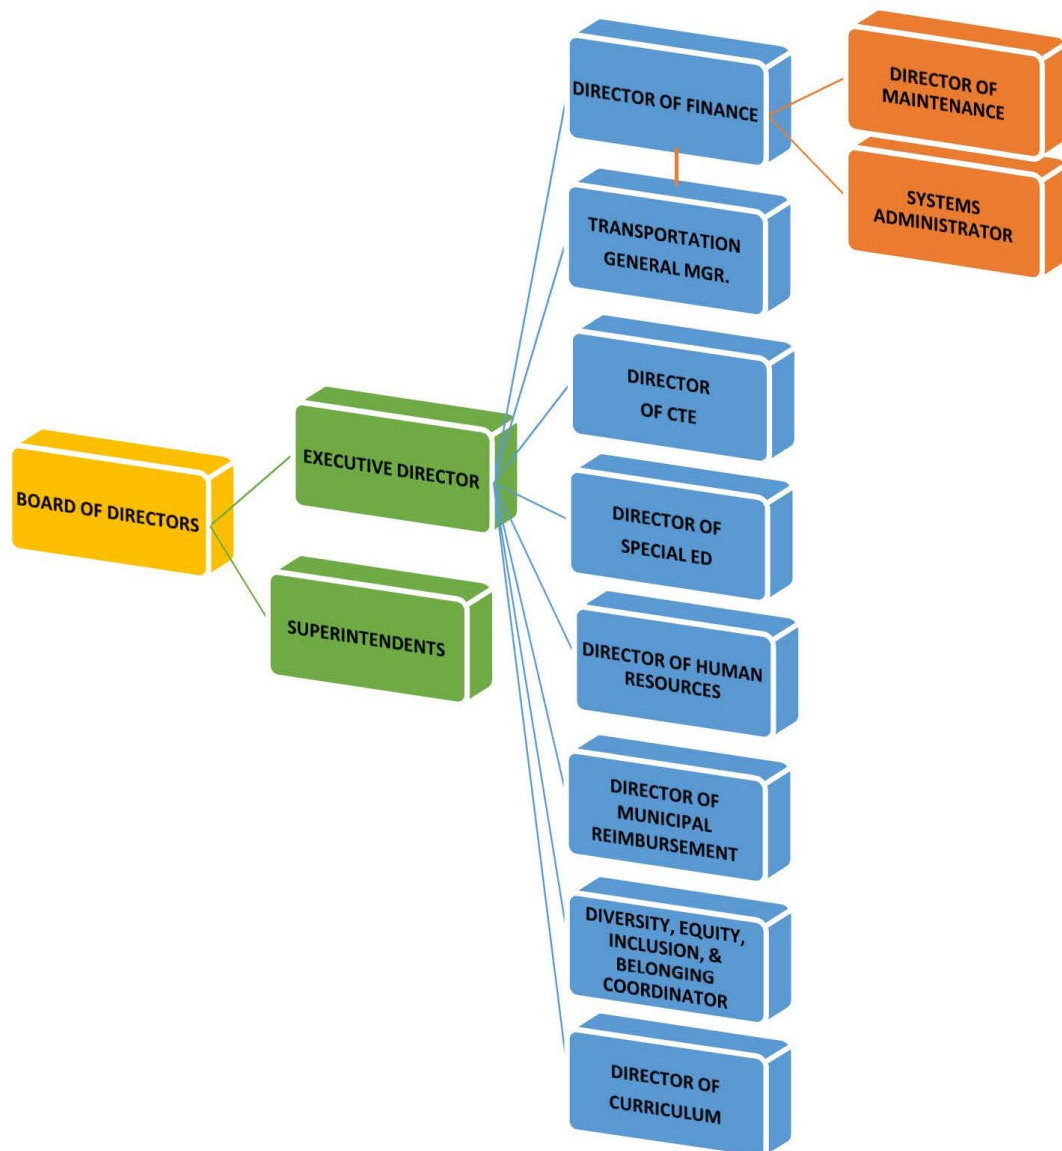 BOARD OF DIRECTORS
EXECUTIVE DIRECTOR
SUPERINTENDENTS
DIRECTOR OF FINANCE
TRANSPORTATION
GENERAL MGR.
DIRECTOR
OF CTE
DIRECTOR OF
SPECIAL ED
DIRECTOR OF HUMAN
RESOURCES
DIRECTOR OF
MUNICIPAL
REIMBURSEMENT
DIVERSITY, EQUITY,
INCLUSION, &
BELONGING
COORDINATOR
DIRECTOR OF
CURRICULUM
DIRECTOR OF
MAINTENANCE
SYSTEMS
ADMINISTRATOR